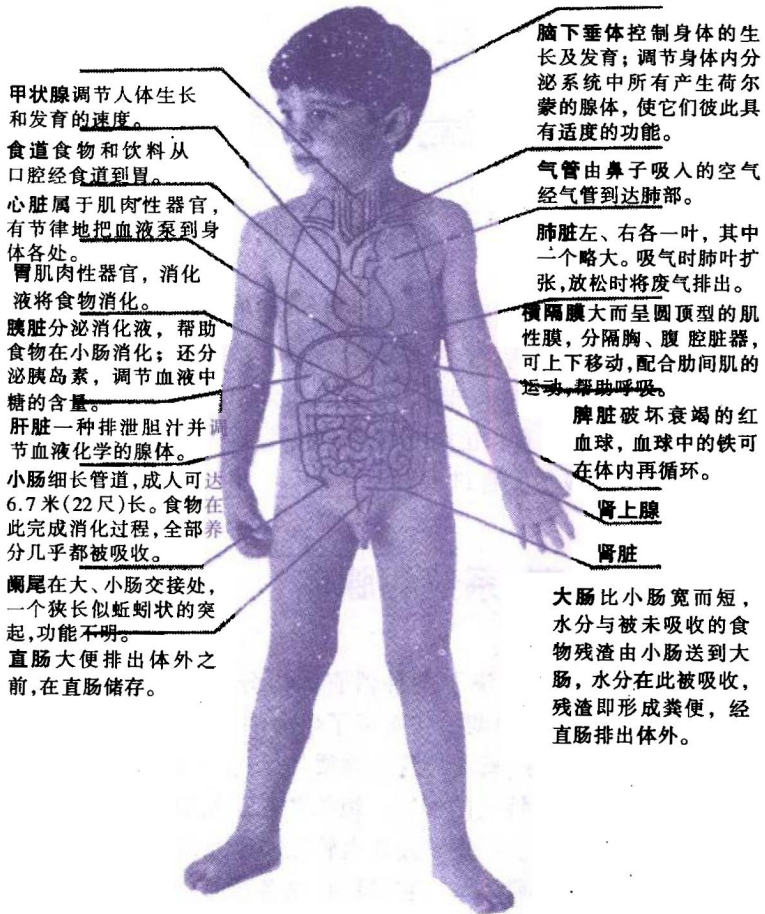 甲状腺调节人体生长
和发育的速度。
食道食物和饮料从
口腔经食道到胃。
心脏属于肌肉性器官，
有节律地把血液泵到身
体各处。
胃肌肉性器官，消化
液将食物消化。
胰脏分泌消化液，帮助
食物在小肠消化；还分
泌胰岛素，调节血液中
糖的含量。
肝脏一种排泄胆汁并调
节血液化学的腺体。
小肠细长管道，成人可达
6.7米(22尺)长。食物在
此完成消化过程，全部养
分几乎都被吸收。
阑尾在大、小肠交接处，
一个狭长似蚯蚓状的突
起，功能不明。
直肠大便排出体外之
前，在直肠储存。
脑下垂体控制身体的生
长及发育；调节身体内分
泌系统中所有产生荷尔
蒙的腺体，使它们彼此具
有适度的功能。
气管由鼻子吸入的空气
经气管到达肺部。
肺脏左、右各一叶，其中
一个略大。吸气时肺叶扩
张，放松时将废气排出。
横隔膜大而呈圆顶型的肌
性膜，分隔胸、腹腔脏器，
可上下移动，配合肋间肌的
运动，帮助呼吸。
脾脏破坏衰竭的红
血球，血球中的铁可
在体内再循环。
肾上腺
肾脏
大肠比小肠宽而短，
水分与被未吸收的食
物残渣由小肠送到大
肠，水分在此被吸收，
残渣即形成粪便，经
直肠排出体外。